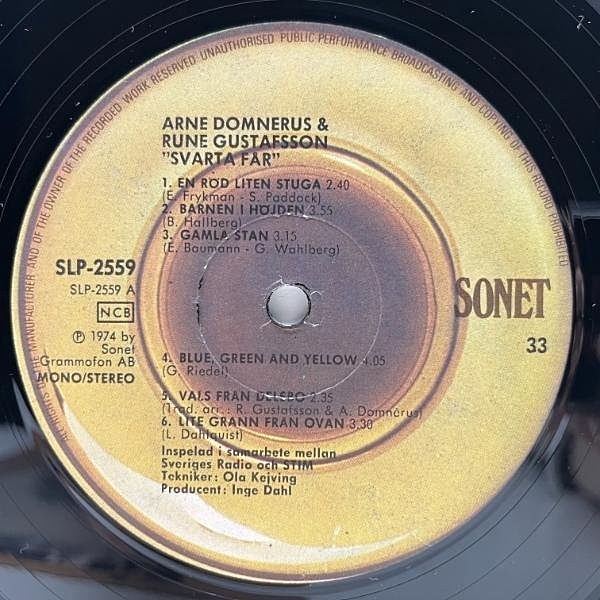 ALL RIGHTS OF THE MANUFACTURER AND OF THE OWNER OF THE RECORDED WORK RESERVED UNAUTHORISED PUBLIC PERFORMANCE BROADCASTING AND COPYING OF THIS RECORD PROHIBITED
ARNE DOMNERUS &
RUNE GUSTAFSSON
"SVARTA FÅR"
1. EN RÖD LITEN STUGA 2.40
(E. Frykman - S. Paddock)
2. BARNEN I HÖJDEN 3.55
(B. Hallberg)
3. GAMLA STAN 3.15
(E. Baumann - G. Wahlberg)
SLP-2559
SLP-2559 A
NCB
℗ 1974 by
Sonet
Grammofon AB
MONO/STEREO
SONET
33
4. BLUE, GREEN AND YELLOW 4.05
(G. Riedel)
5. VALS FRÅN DELSBO 2.35
(Trad. arr.: R. Gustafsson & A. Domnérus)
6. LITE GRANN FRÅN OVAN 3.30
(L. Dahlquist)
Inspelad i samarbete mellan
Sveriges Radio och STIM
Tekniker: Ola Kejving
Producent: Inge Dahl